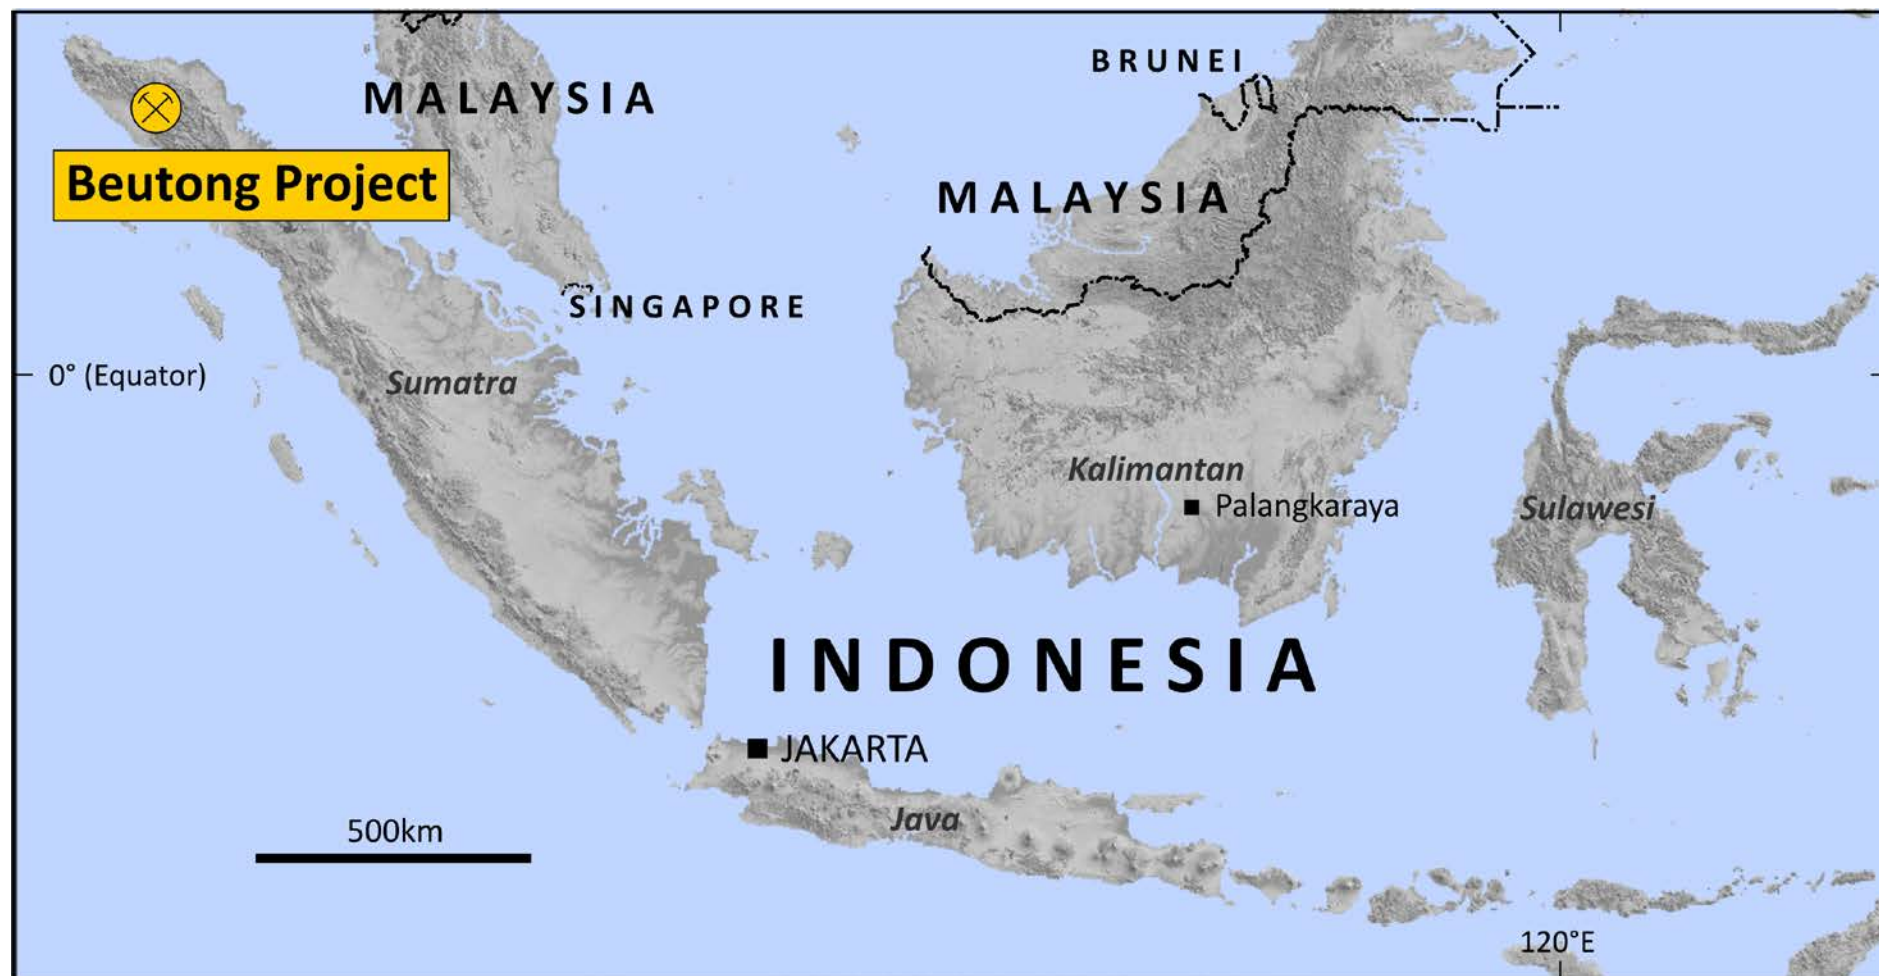 BRUNEI
MALAYSIA
Beutong Project
MALAYSIA
SINGAPORE
0° (Equator)
Sumatra
Kalimantan
Palangkaraya
Sulawesi
INDONESIA
JAKARTA
500km
Java
120°E